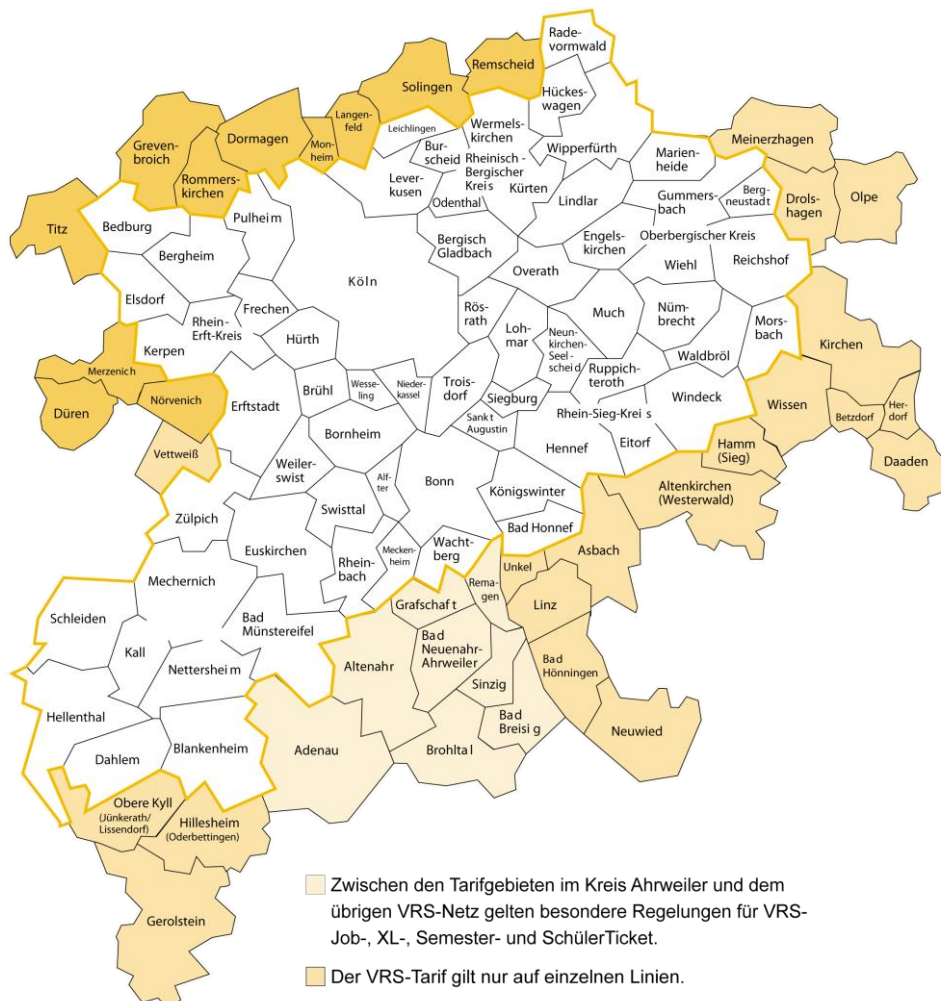 Rade-
vormwald
Remscheid
Hückes-
wagen
Solingen
Langen-
feld
Leichlingen
Wermels-
kirchen
Meinerzhagen
Dormagen
Mon-
heim
Bur-
scheid
Wipperfürth
Marien-
heide
Greven-
broich
Rommers-
kirchen
Lever-
kusen
Rheinisch-
Bergischer
Kreis
Kürten
Odenthal
Lindlar
Gummers-
bach
Berg-
neustadt
Drols-
hagen
Olpe
Titz
Bedburg
Pulheim
Bergisch
Gladbach
Engels-
kirchen
Oberbergischer Kreis
Bergheim
Köln
Overath
Wiehl
Reichshof
Elsdorf
Frechen
Rhein-
Erft-Kreis
Rös-
rath
Loh-
mar
Much
Nüm-
brecht
Mors-
bach
Kerpen
Hürth
Neun-
kirchen-
Seel-
scheid
Kirchen
Merzenich
Waldbröl
Ruppich-
teroth
Düren
Nörvenich
Erftstadt
Brühl
Wesse-
ling
Nieder-
kassel
Trois-
dorf
Siegburg
Rhein-Sieg-Kreis
Windeck
Wissen
Betzdorf
Her-
dorf
Sankt
Augustin
Bornheim
Hennef
Eitorf
Hamm
(Sieg)
Daaden
Vettweiß
Weilers-
wist
Alf-
ter
Bonn
Altenkirchen
(Westerwald)
Swisttal
Königswinter
Zülpich
Bad Honnef
Euskirchen
Rhein-
bach
Mecken-
heim
Wacht-
berg
Unkel
Asbach
Mechernich
Rema-
gen
Grafschaft
Linz
Schleiden
Bad
Münstereifel
Kall
Altenahr
Bad
Neuenahr-
Ahrweiler
Nettersheim
Bad
Hönningen
Sinzig
Hellenthal
Bad
Breisig
Neuwied
Dahlem
Blankenheim
Adenau
Brohltal
Obere Kyll
(Jünkerath/
Lissendorf)
Hillesheim
(Oderbettingen)
Gerolstein
Zwischen den Tarifgebieten im Kreis Ahrweiler und dem
übrigen VRS-Netz gelten besondere Regelungen für VRS-
Job-, XL-, Semester- und SchülerTicket.
Der VRS-Tarif gilt nur auf einzelnen Linien.